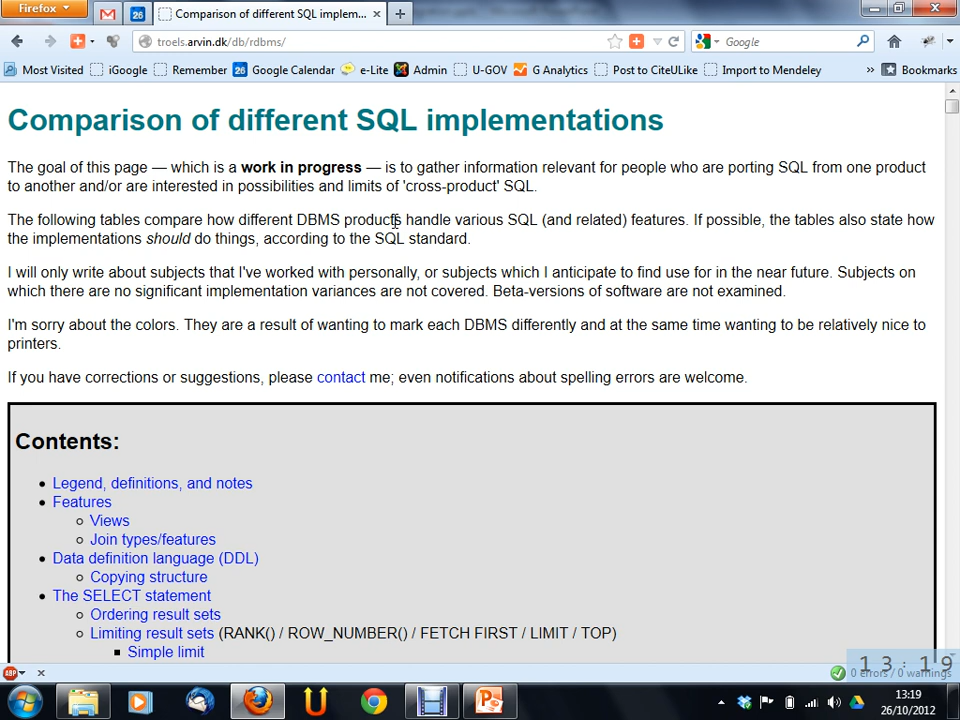 Firefox
26
Comparison of different SQL implem...
troels.arvin.dk/db/rdbms/
Google
Most Visited
iGoogle
Remember
26 Google Calendar
e-Lite
Admin
U-GOV
G Analytics
Post to CiteULike
Import to Mendeley
»
Bookmarks
Comparison of different SQL implementations
The goal of this page — which is a work in progress — is to gather information relevant for people who are porting SQL from one product
to another and/or are interested in possibilities and limits of 'cross-product' SQL.
The following tables compare how different DBMS products handle various SQL (and related) features. If possible, the tables also state how
the implementations should do things, according to the SQL standard.
I will only write about subjects that I've worked with personally, or subjects which I anticipate to find use for in the near future. Subjects on
which there are no significant implementation variances are not covered. Beta-versions of software are not examined.
I'm sorry about the colors. They are a result of wanting to mark each DBMS differently and at the same time wanting to be relatively nice to
printers.
If you have corrections or suggestions, please contact me; even notifications about spelling errors are welcome.
Contents:
Legend, definitions, and notes
Features
Views
Join types/features
Data definition language (DDL)
Copying structure
The SELECT statement
Ordering result sets
Limiting result sets (RANK() / ROW_NUMBER() / FETCH FIRST / LIMIT / TOP)
Simple limit
ABP
13:19
0 errors / 0 warnings
13:19
26/10/2012